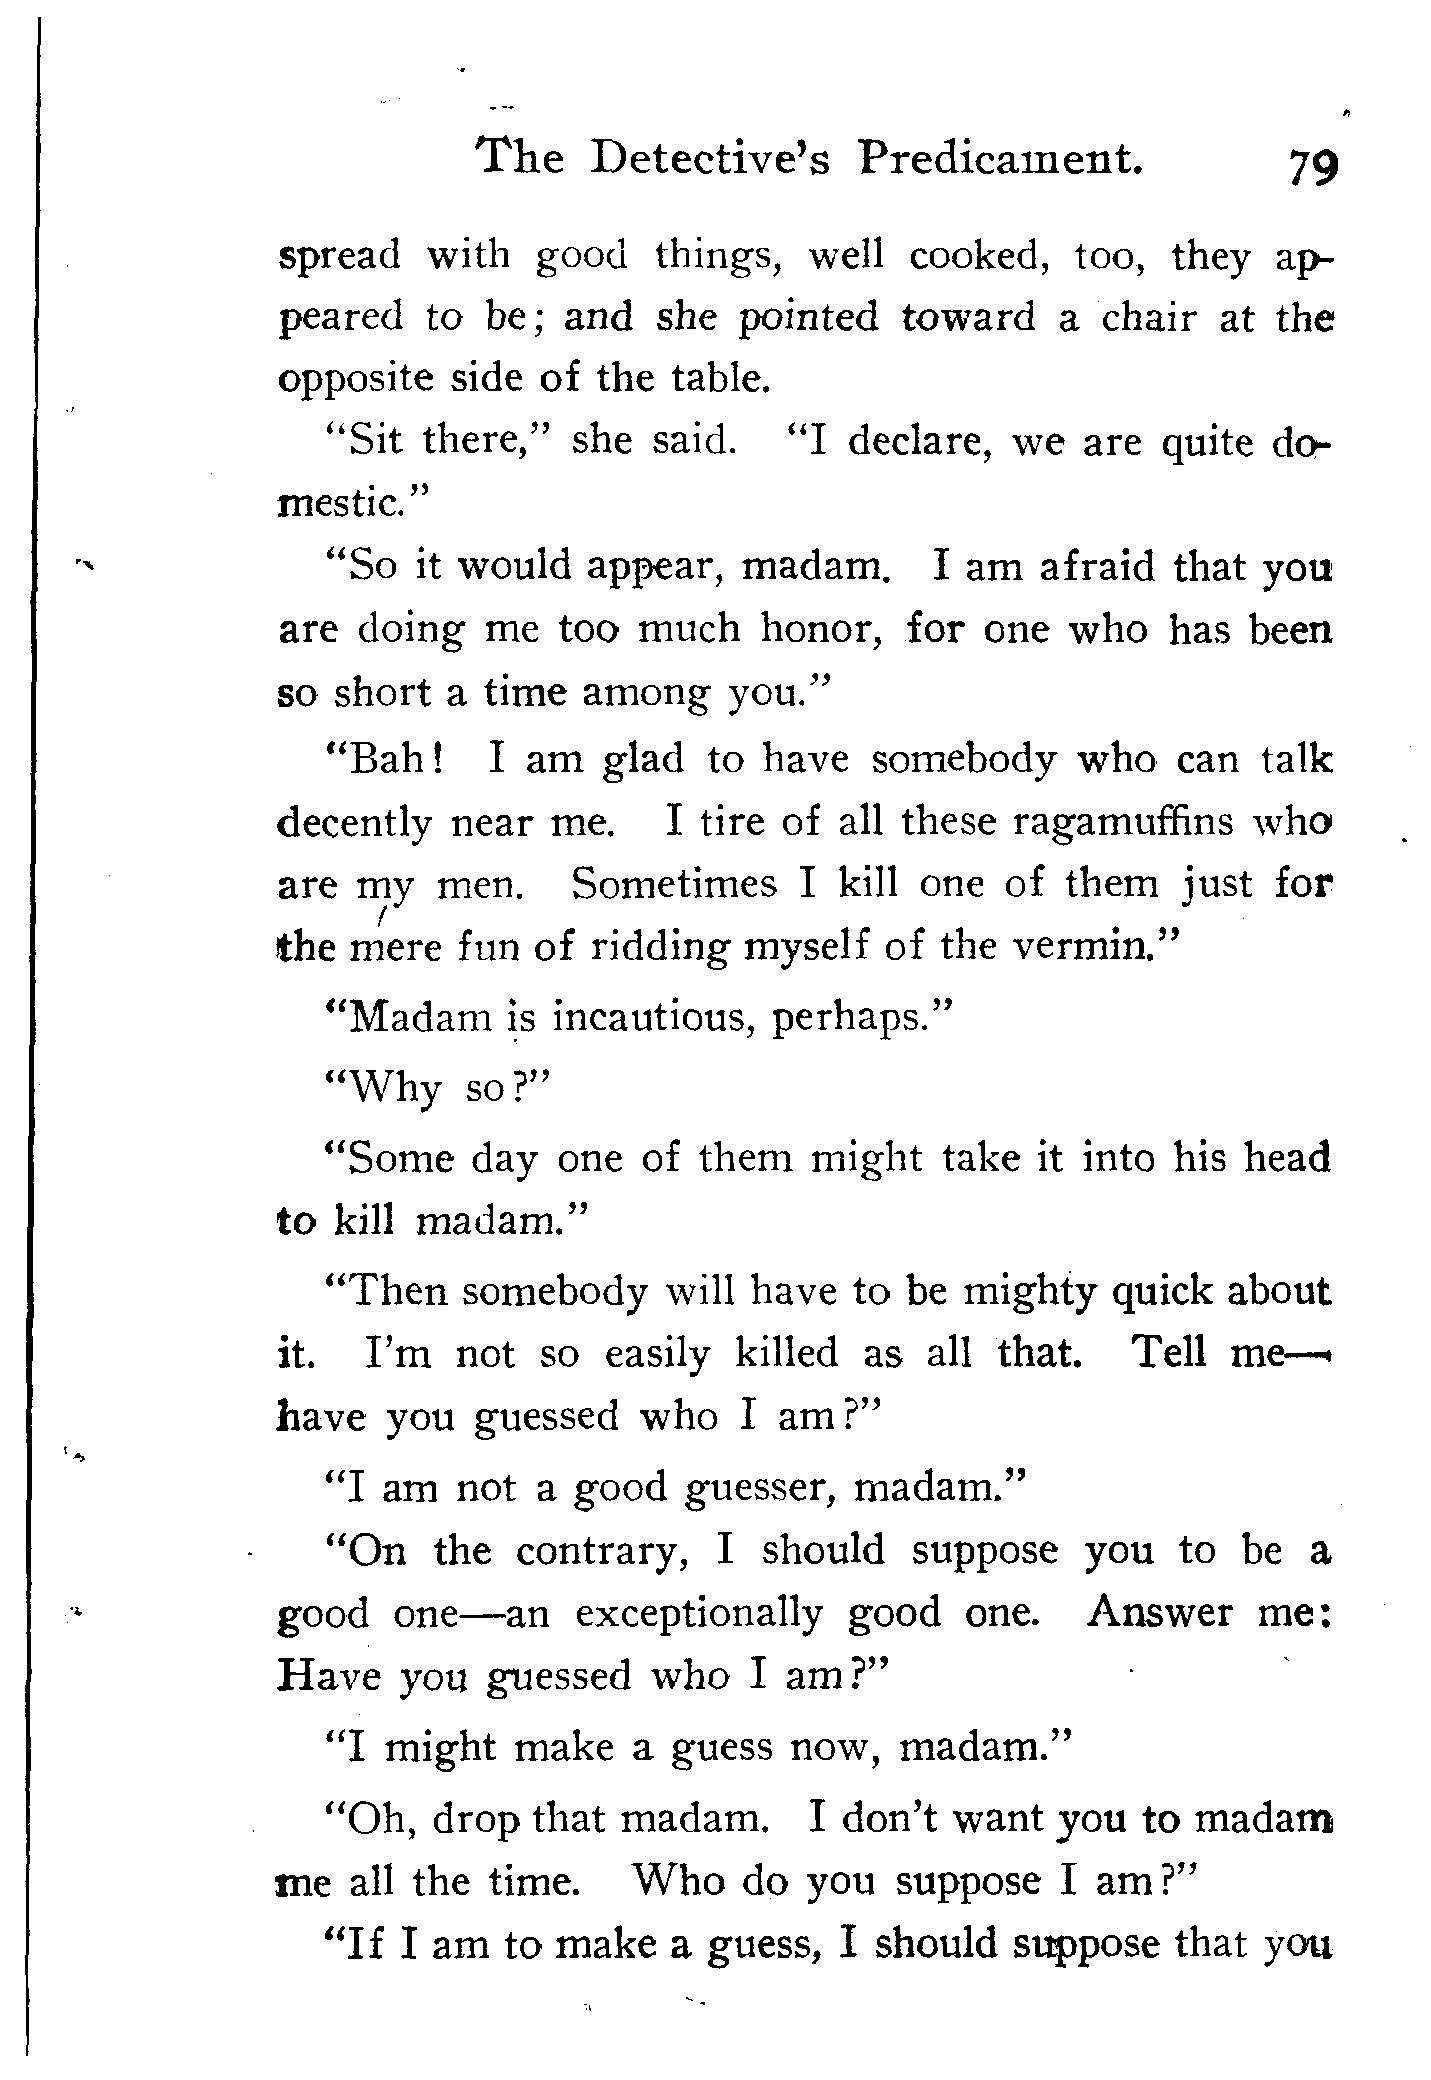 The Detective's Predicament. 79
spread with good things, well cooked, too, they ap-
peared to be; and she pointed toward a chair at the
opposite side of the table.
"Sit there," she said. "I declare, we are quite do-
mestic."
"So it would appear, madam. I am afraid that you
are doing me too much honor, for one who has been
so short a time among you."
"Bah! I am glad to have somebody who can talk
decently near me. I tire of all these ragamuffins who
are my men. Sometimes I kill one of them just for
the mere fun of ridding myself of the vermin."
"Madam is incautious, perhaps."
"Why so?"
"Some day one of them might take it into his head
to kill madam."
"Then somebody will have to be mighty quick about
it. I'm not so easily killed as all that. Tell me—
have you guessed who I am?"
"I am not a good guesser, madam."
"On the contrary, I should suppose you to be a
good one—an exceptionally good one. Answer me:
Have you guessed who I am?"
"I might make a guess now, madam."
"Oh, drop that madam. I don't want you to madam
me all the time. Who do you suppose I am?"
"If I am to make a guess, I should suppose that you